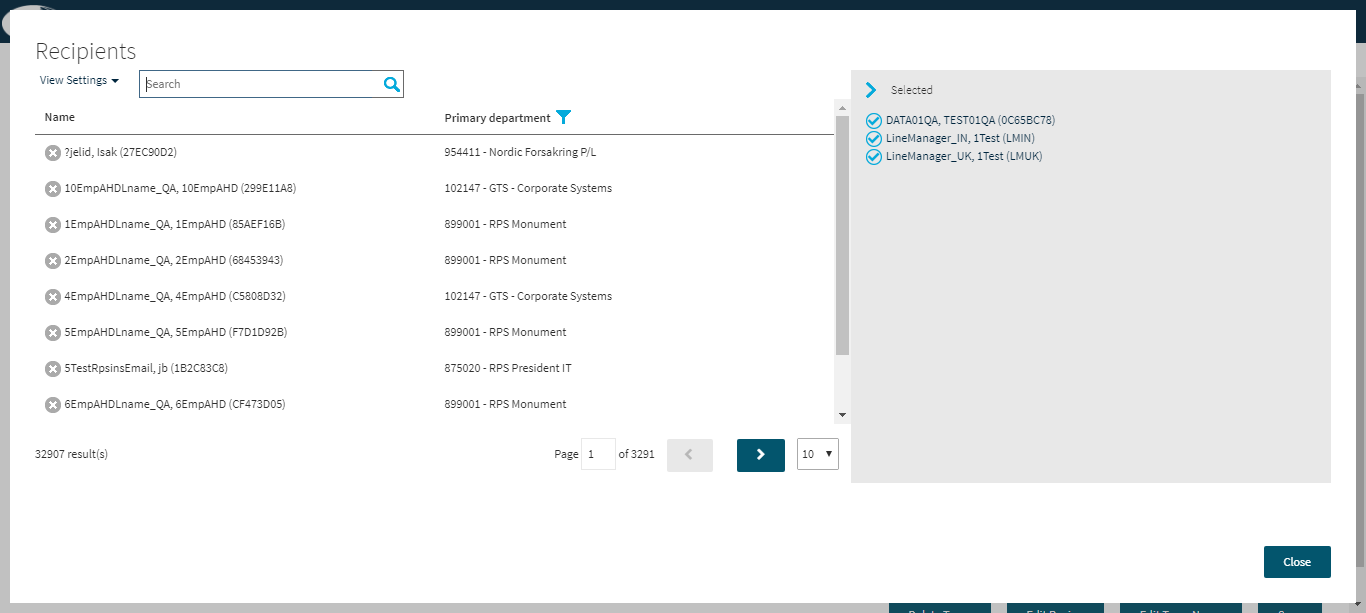 Recipients
View Settings
Search
Name Primary department
?jelid, Isak (27EC90D2) 954411 - Nordic Forsakring P/L
10EmpAHDLname_QA, 10EmpAHD (299E11A8) 102147 - GTS - Corporate Systems
1EmpAHDLname_QA, 1EmpAHD (85AEF16B) 899001 - RPS Monument
2EmpAHDLname_QA, 2EmpAHD (68453943) 899001 - RPS Monument
4EmpAHDLname_QA, 4EmpAHD (C5808D32) 102147 - GTS - Corporate Systems
5EmpAHDLname_QA, 5EmpAHD (F7D1D92B) 899001 - RPS Monument
5TestRpsinsEmail, jb (1B2C83C8) 875020 - RPS President IT
6EmpAHDLname_QA, 6EmpAHD (CF473D05) 899001 - RPS Monument
32907 result(s) Page 1 of 3291 10
Selected
DATA01QA, TEST01QA (0C65BC78)
LineManager_IN, 1Test (LMIN)
LineManager_UK, 1Test (LMUK)
Close